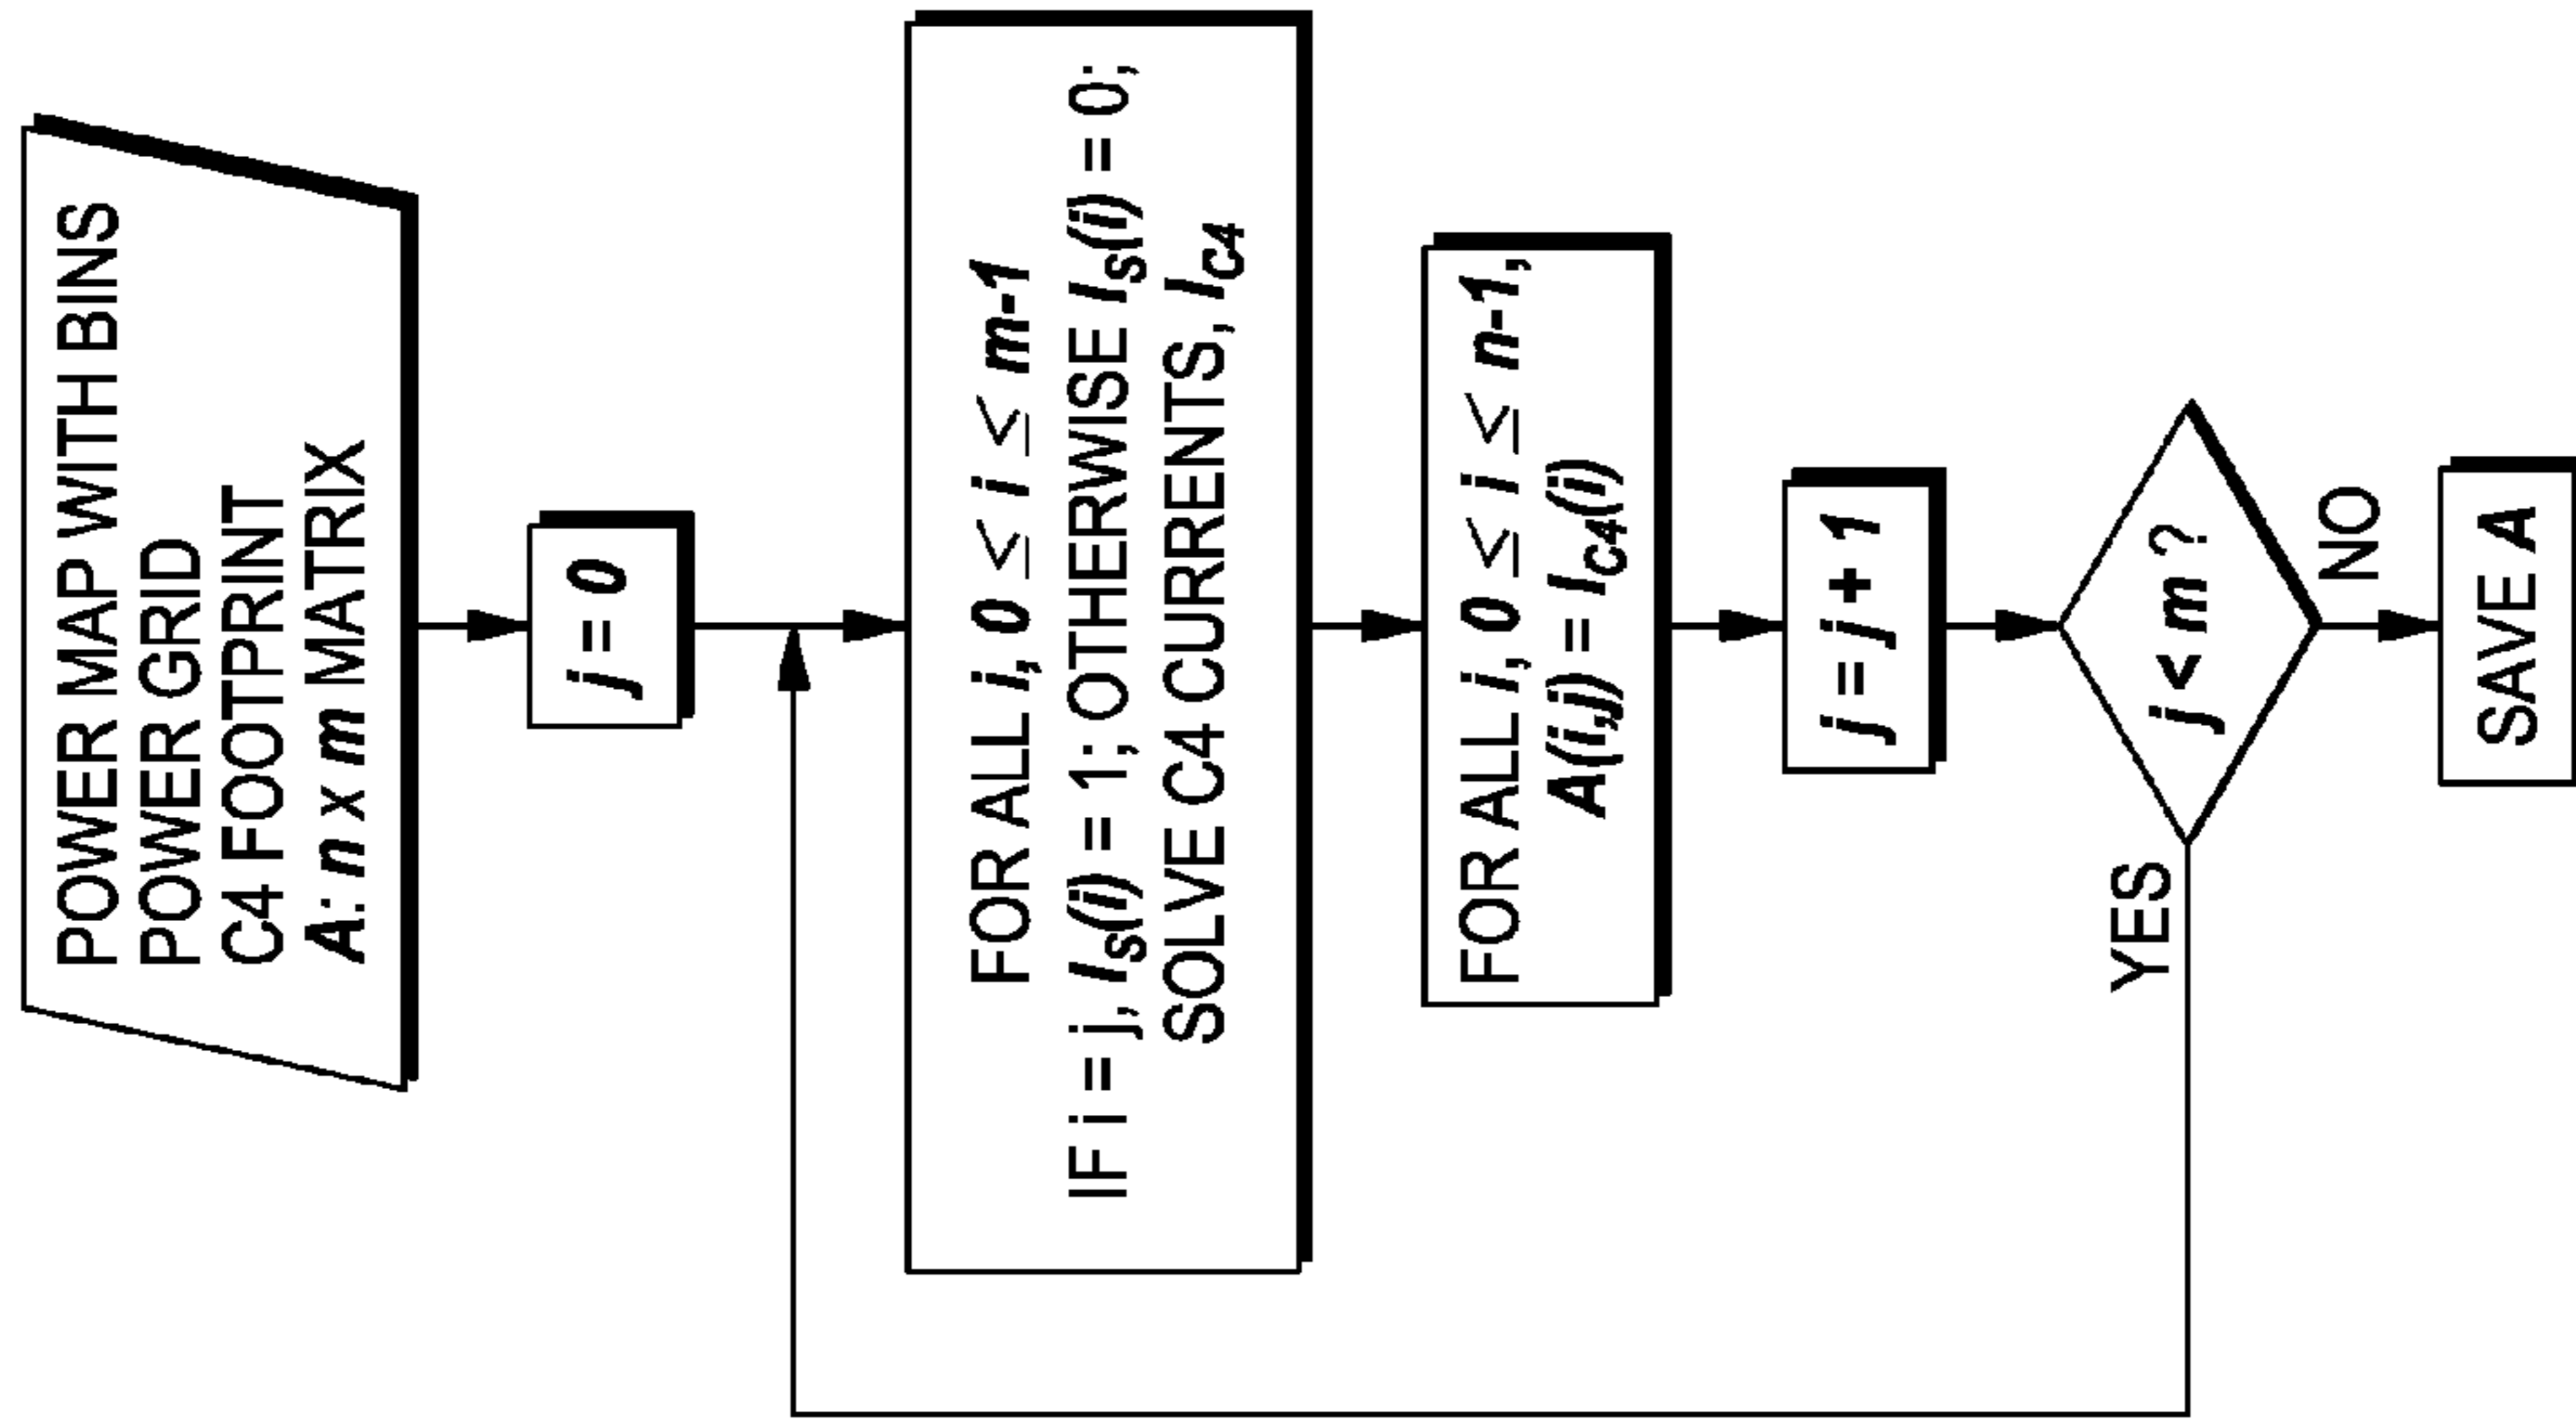 POWER MAP WITH BINS
POWER GRID
C4 FOOTPRINT
A: n x m MATRIX
j = 0
FOR ALL i, 0 ≤ i ≤ m-1
IF i = j, Is(i) = 1; OTHERWISE Is(i) = 0;
SOLVE C4 CURRENTS, IC4
FOR ALL i, 0 ≤ i ≤ n-1,
A(i,j) = IC4(i)
j = j + 1
j < m ?
YES
NO
SAVE A